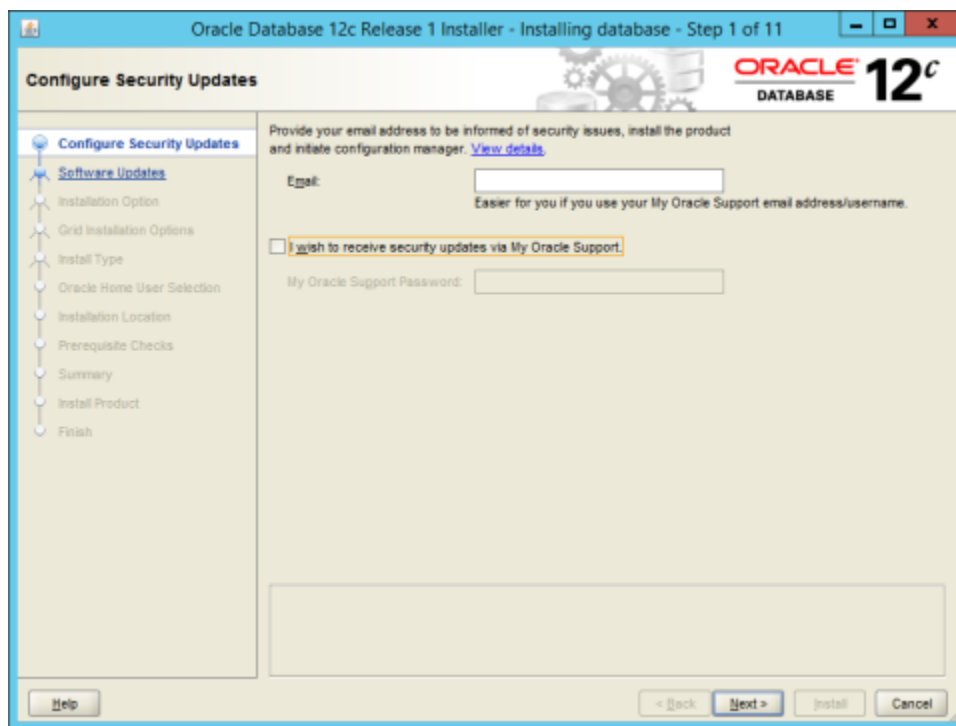 Oracle Database 12c Release 1 Installer - Installing database - Step 1 of 11
Configure Security Updates
ORACLE
DATABASE
12c
Configure Security Updates
Software Updates
Installation Option
Grid Installation Options
Install Type
Oracle Home User Selection
Installation Location
Prerequisite Checks
Summary
Install Product
Finish
Provide your email address to be informed of security issues, install the product
and initiate configuration manager. View details.
Email:
Easier for you if you use your My Oracle Support email address/username.
I wish to receive security updates via My Oracle Support.
My Oracle Support Password:
Help
< Back
Next >
Install
Cancel